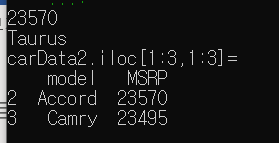 23570
Taurus
carData2.iloc[1:3,1:3]=
    model   MSRP
2  Accord  23570
3   Camry  23495